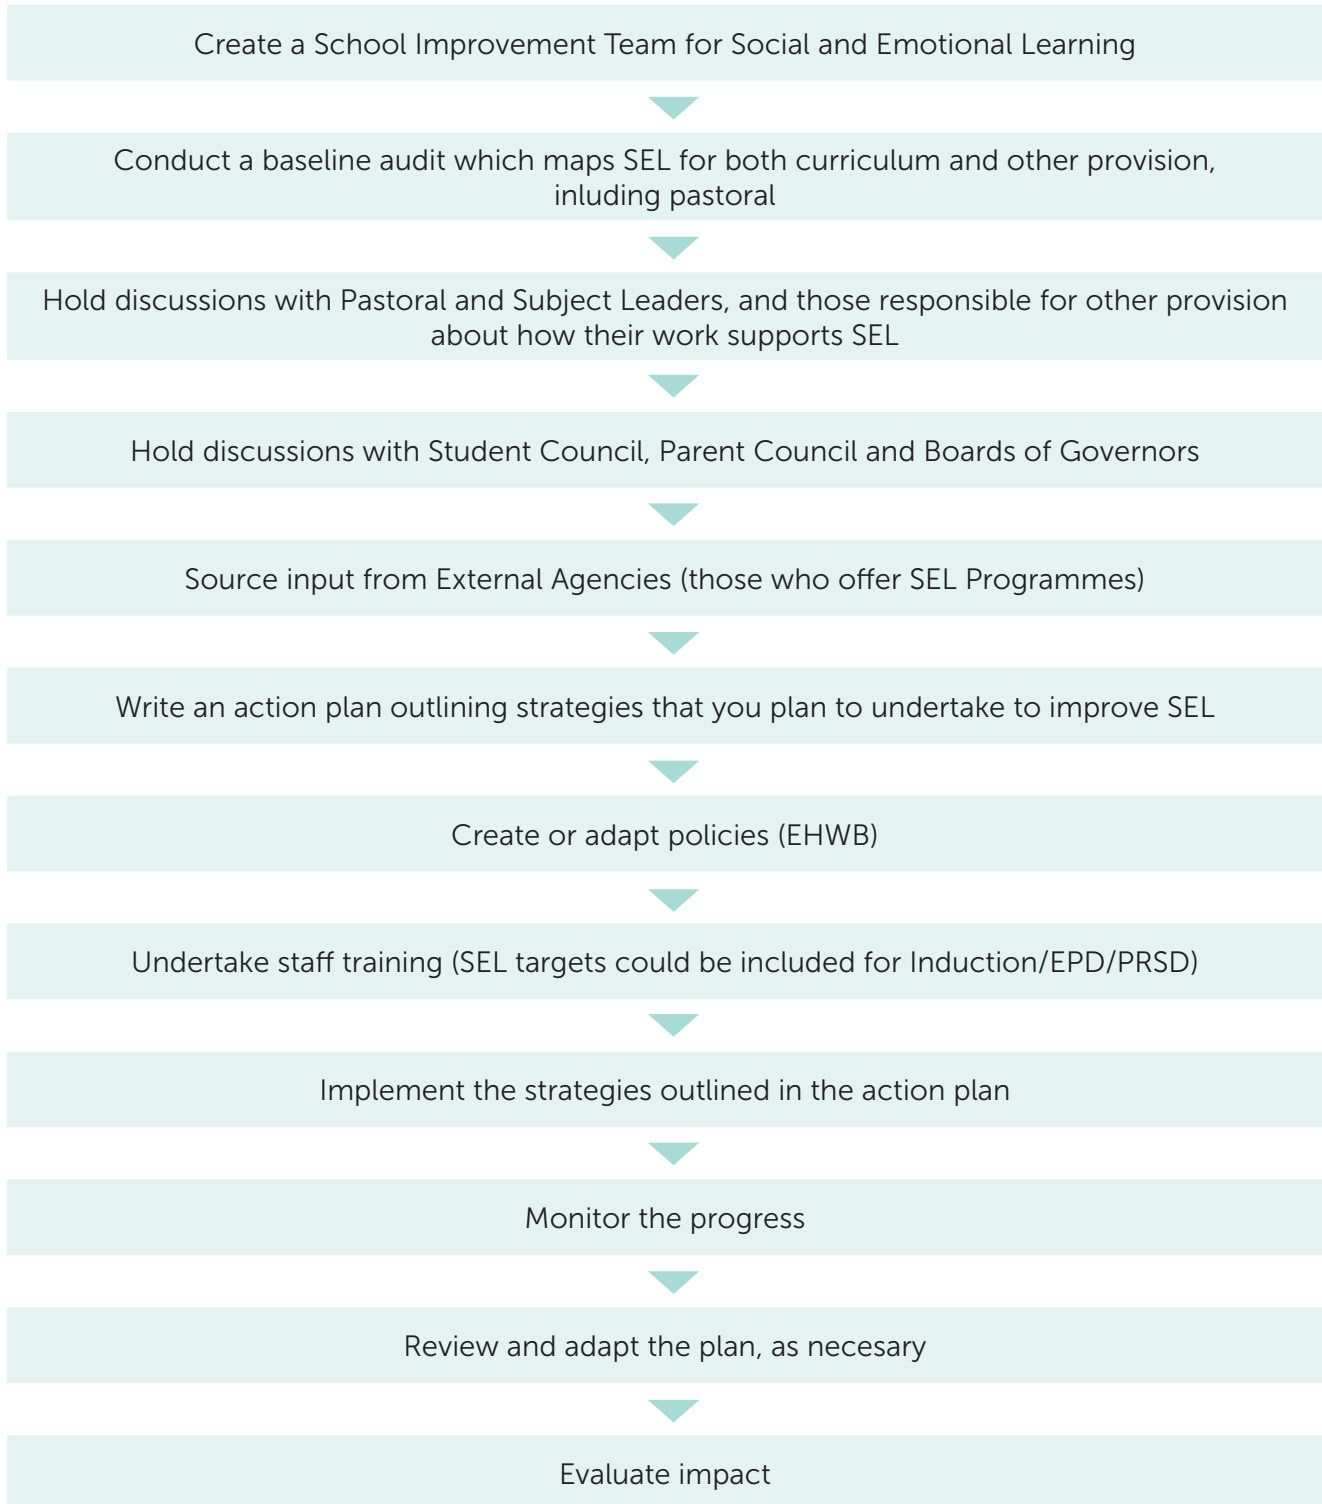 Create a School Improvement Team for Social and Emotional Learning
Conduct a baseline audit which maps SEL for both curriculum and other provision,
inluding pastoral
Hold discussions with Pastoral and Subject Leaders, and those responsible for other provision
about how their work supports SEL
Hold discussions with Student Council, Parent Council and Boards of Governors
Source input from External Agencies (those who offer SEL Programmes)
Write an action plan outlining strategies that you plan to undertake to improve SEL
Create or adapt policies (EHWB)
Undertake staff training (SEL targets could be included for Induction/EPD/PRSD)
Implement the strategies outlined in the action plan
Monitor the progress
Review and adapt the plan, as necesary
Evaluate impact